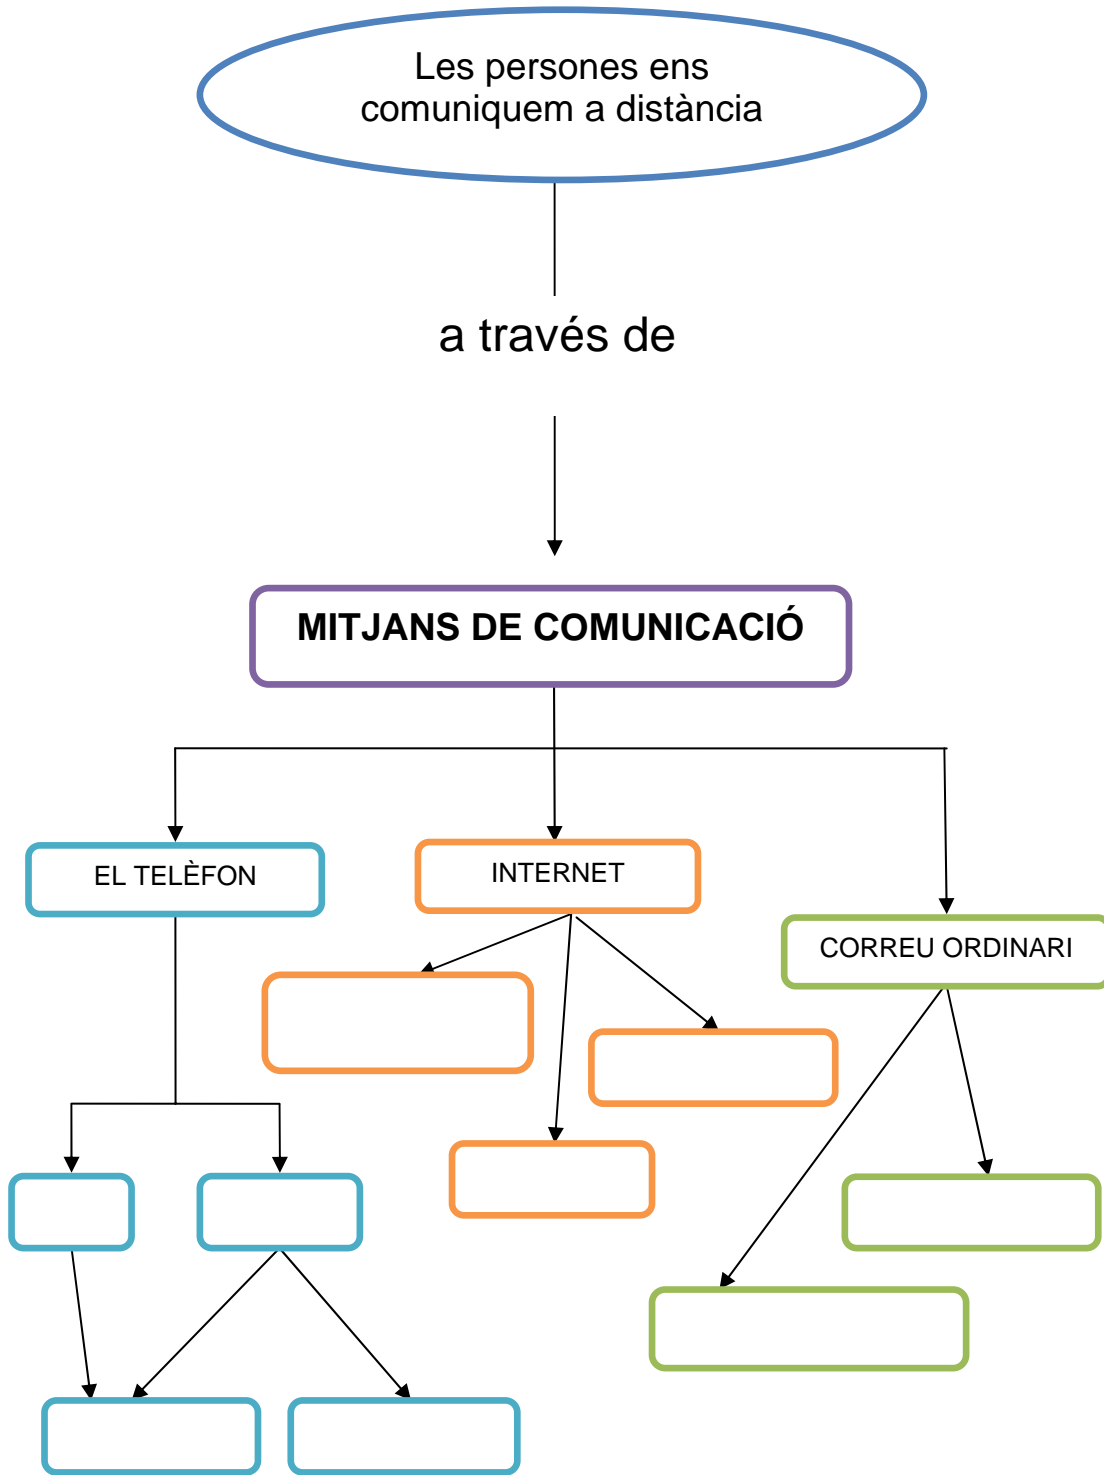 Les persones ens
comuniquem a distància
a través de
MITJANS DE COMUNICACIÓ
EL TELÈFON
INTERNET
CORREU ORDINARI